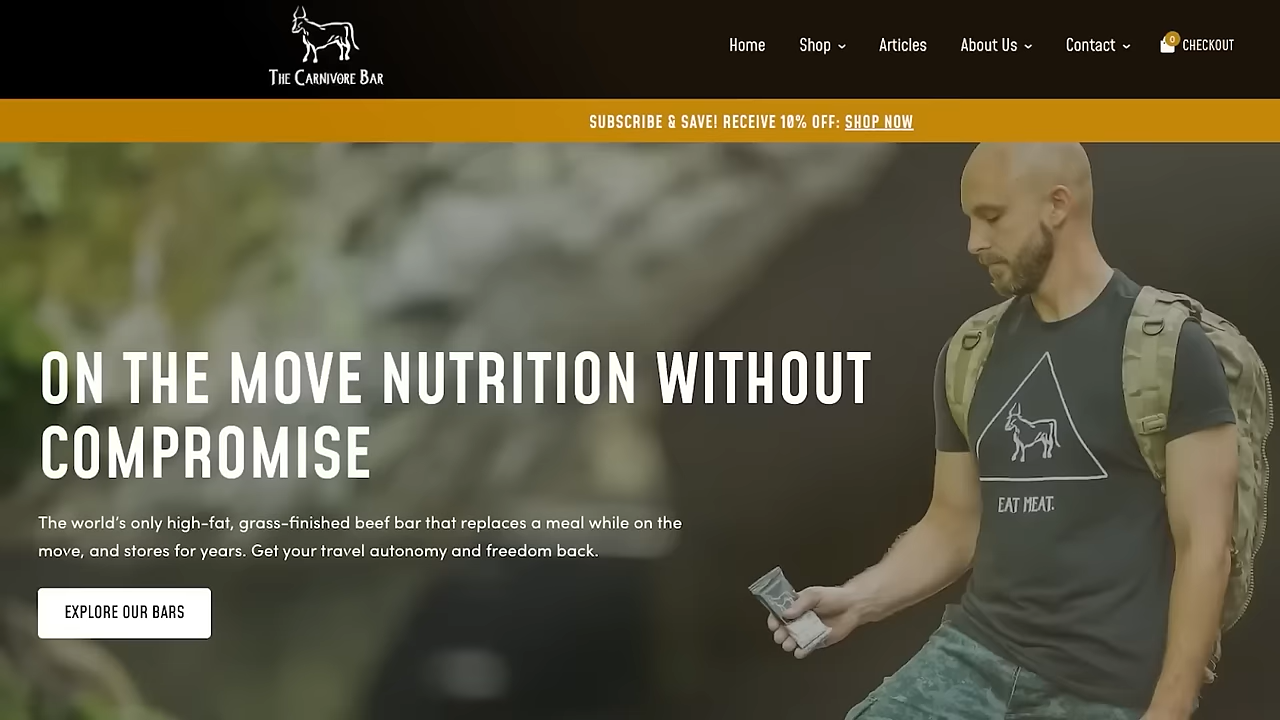 THE CARNIVORE BAR
Home
Shop
Articles
About Us
Contact
0
CHECKOUT
SUBSCRIBE & SAVE! RECEIVE 10% OFF: SHOP NOW
ON THE MOVE NUTRITION WITHOUT
COMPROMISE
The world's only high-fat, grass-finished beef bar that replaces a meal while on the
move, and stores for years. Get your travel autonomy and freedom back.
EXPLORE OUR BARS
EAT MEAT.